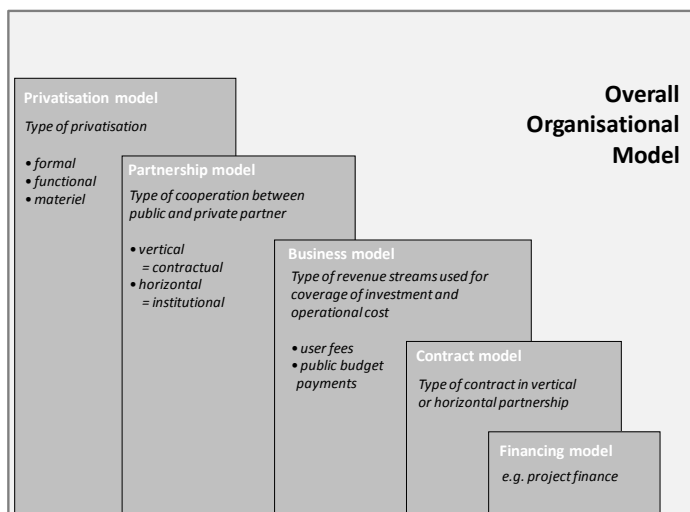 Overall
Organisational
Model
Privatisation model
Type of privatisation
• formal
• functional
• materiel
Partnership model
Type of cooperation between
public and private partner
• vertical
= contractual
• horizontal
= institutional
Business model
Type of revenue streams used for
coverage of investment and
operational cost
• user fees
• public budget
payments
Contract model
Type of contract in vertical
or horizontal partnership
Financing model
e.g. project finance